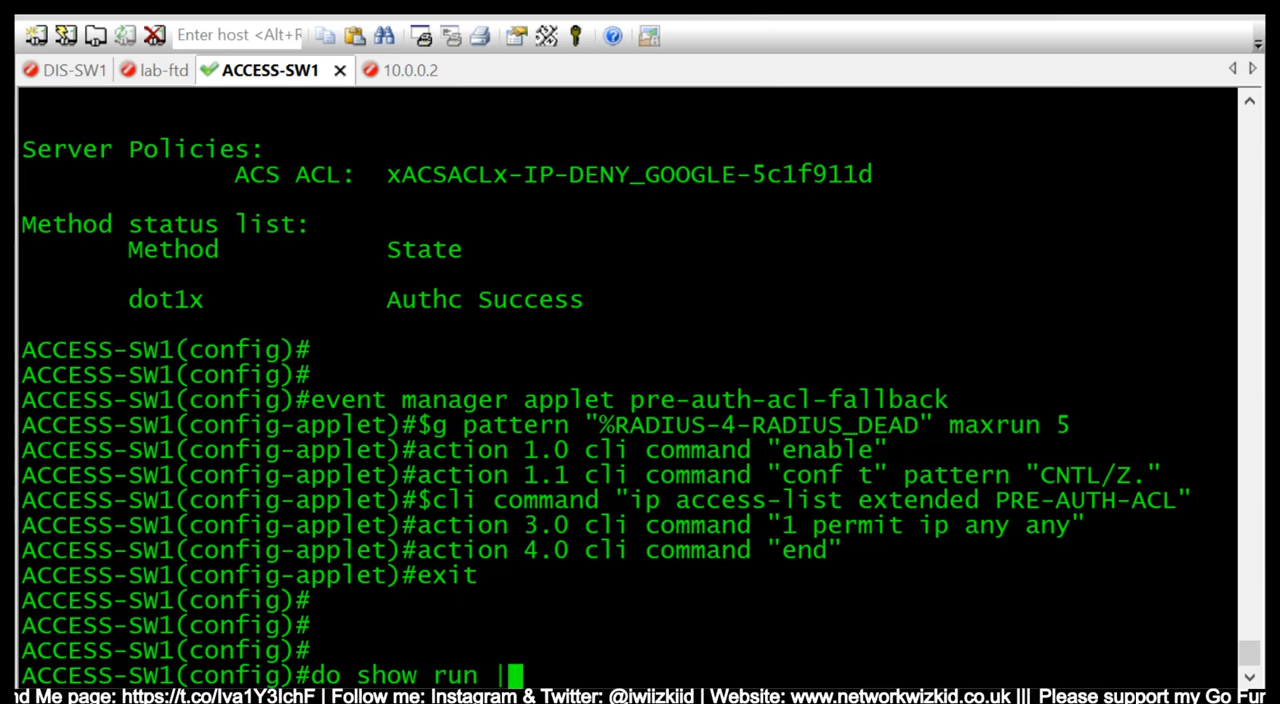 Enter host <Alt+R
DIS-SW1 lab-ftd ACCESS-SW1 10.0.0.2
Server Policies:
ACS ACL: xACSACLx-IP-DENY_GOOGLE-5c1f911d
Method status list:
Method State
dot1x Authc Success
ACCESS-SW1(config)#
ACCESS-SW1(config)#
ACCESS-SW1(config)#event manager applet pre-auth-acl-fallback
ACCESS-SW1(config-applet)#$g pattern "%RADIUS-4-RADIUS_DEAD" maxrun 5
ACCESS-SW1(config-applet)#action 1.0 cli command "enable"
ACCESS-SW1(config-applet)#action 1.1 cli command "conf t" pattern "CNTL/Z."
ACCESS-SW1(config-applet)#$cli command "ip access-list extended PRE-AUTH-ACL"
ACCESS-SW1(config-applet)#action 3.0 cli command "1 permit ip any any"
ACCESS-SW1(config-applet)#action 4.0 cli command "end"
ACCESS-SW1(config-applet)#exit
ACCESS-SW1(config)#
ACCESS-SW1(config)#
ACCESS-SW1(config)#
ACCESS-SW1(config)#do show run |
nd Me page: https://t.co/Iva1Y3IchF | Follow me: Instagram & Twitter: @iwiizkiid | Website: www.networkwizkid.co.uk ||| Please support my Go Fur